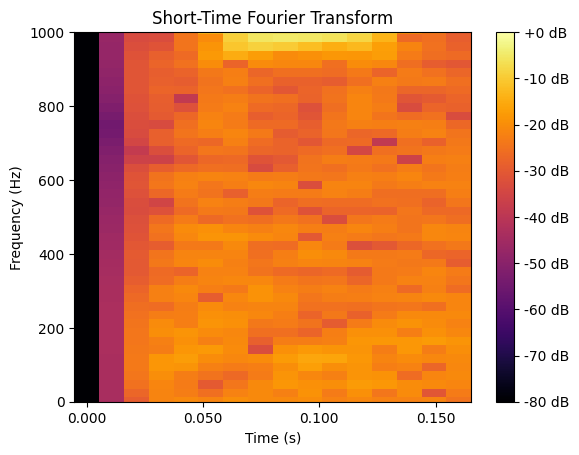 Short-Time Fourier Transform
Frequency (Hz)
1000
800
600
400
200
0
0.000
0.050
0.100
0.150
Time (s)
+0 dB
-10 dB
-20 dB
-30 dB
-40 dB
-50 dB
-60 dB
-70 dB
-80 dB